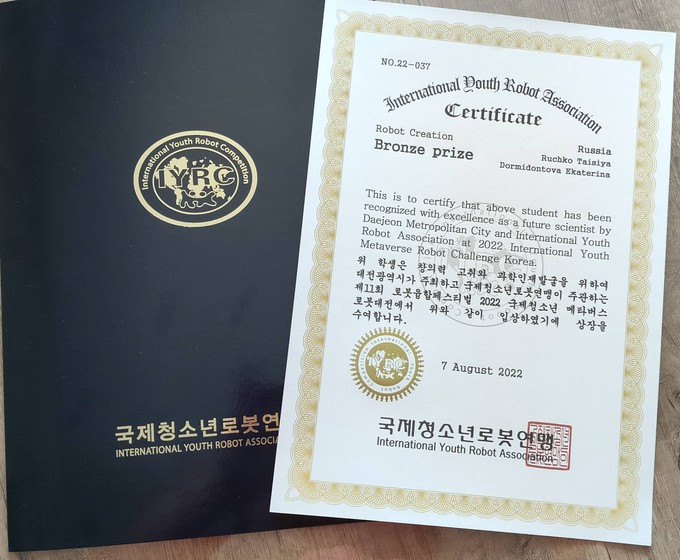 International Youth Robot Competition
IYRC
국제청소년로봇연
INTERNATIONAL YOUTH ROBOT ASSOCIA
NO.22-037
International Youth Robot Association
Certificate
Robot Creation
Russia
Bronze prize
Ruchko Taisiya
Dormidontova Ekaterina
This is to certify that above student has been
recognized with excellence as a future scientist by
Daejeon Metropolitan City and International Youth
Robot Association at 2022 International Youth
Metaverse Robot Challenge Korea.
위 학생은 창의력 고취와 과학인재발굴을 위하여
대전광역시가 주최하고 국제청소년로봇연맹이 주관하는
제11회 로봇융합페스티벌 2022 국제청소년 메타버스
로봇대전에서 위와 같이 입상하였기에 상장을
수여합니다.
IYRC
7 August 2022
국제청소년로봇연맹
International Youth Robot Association